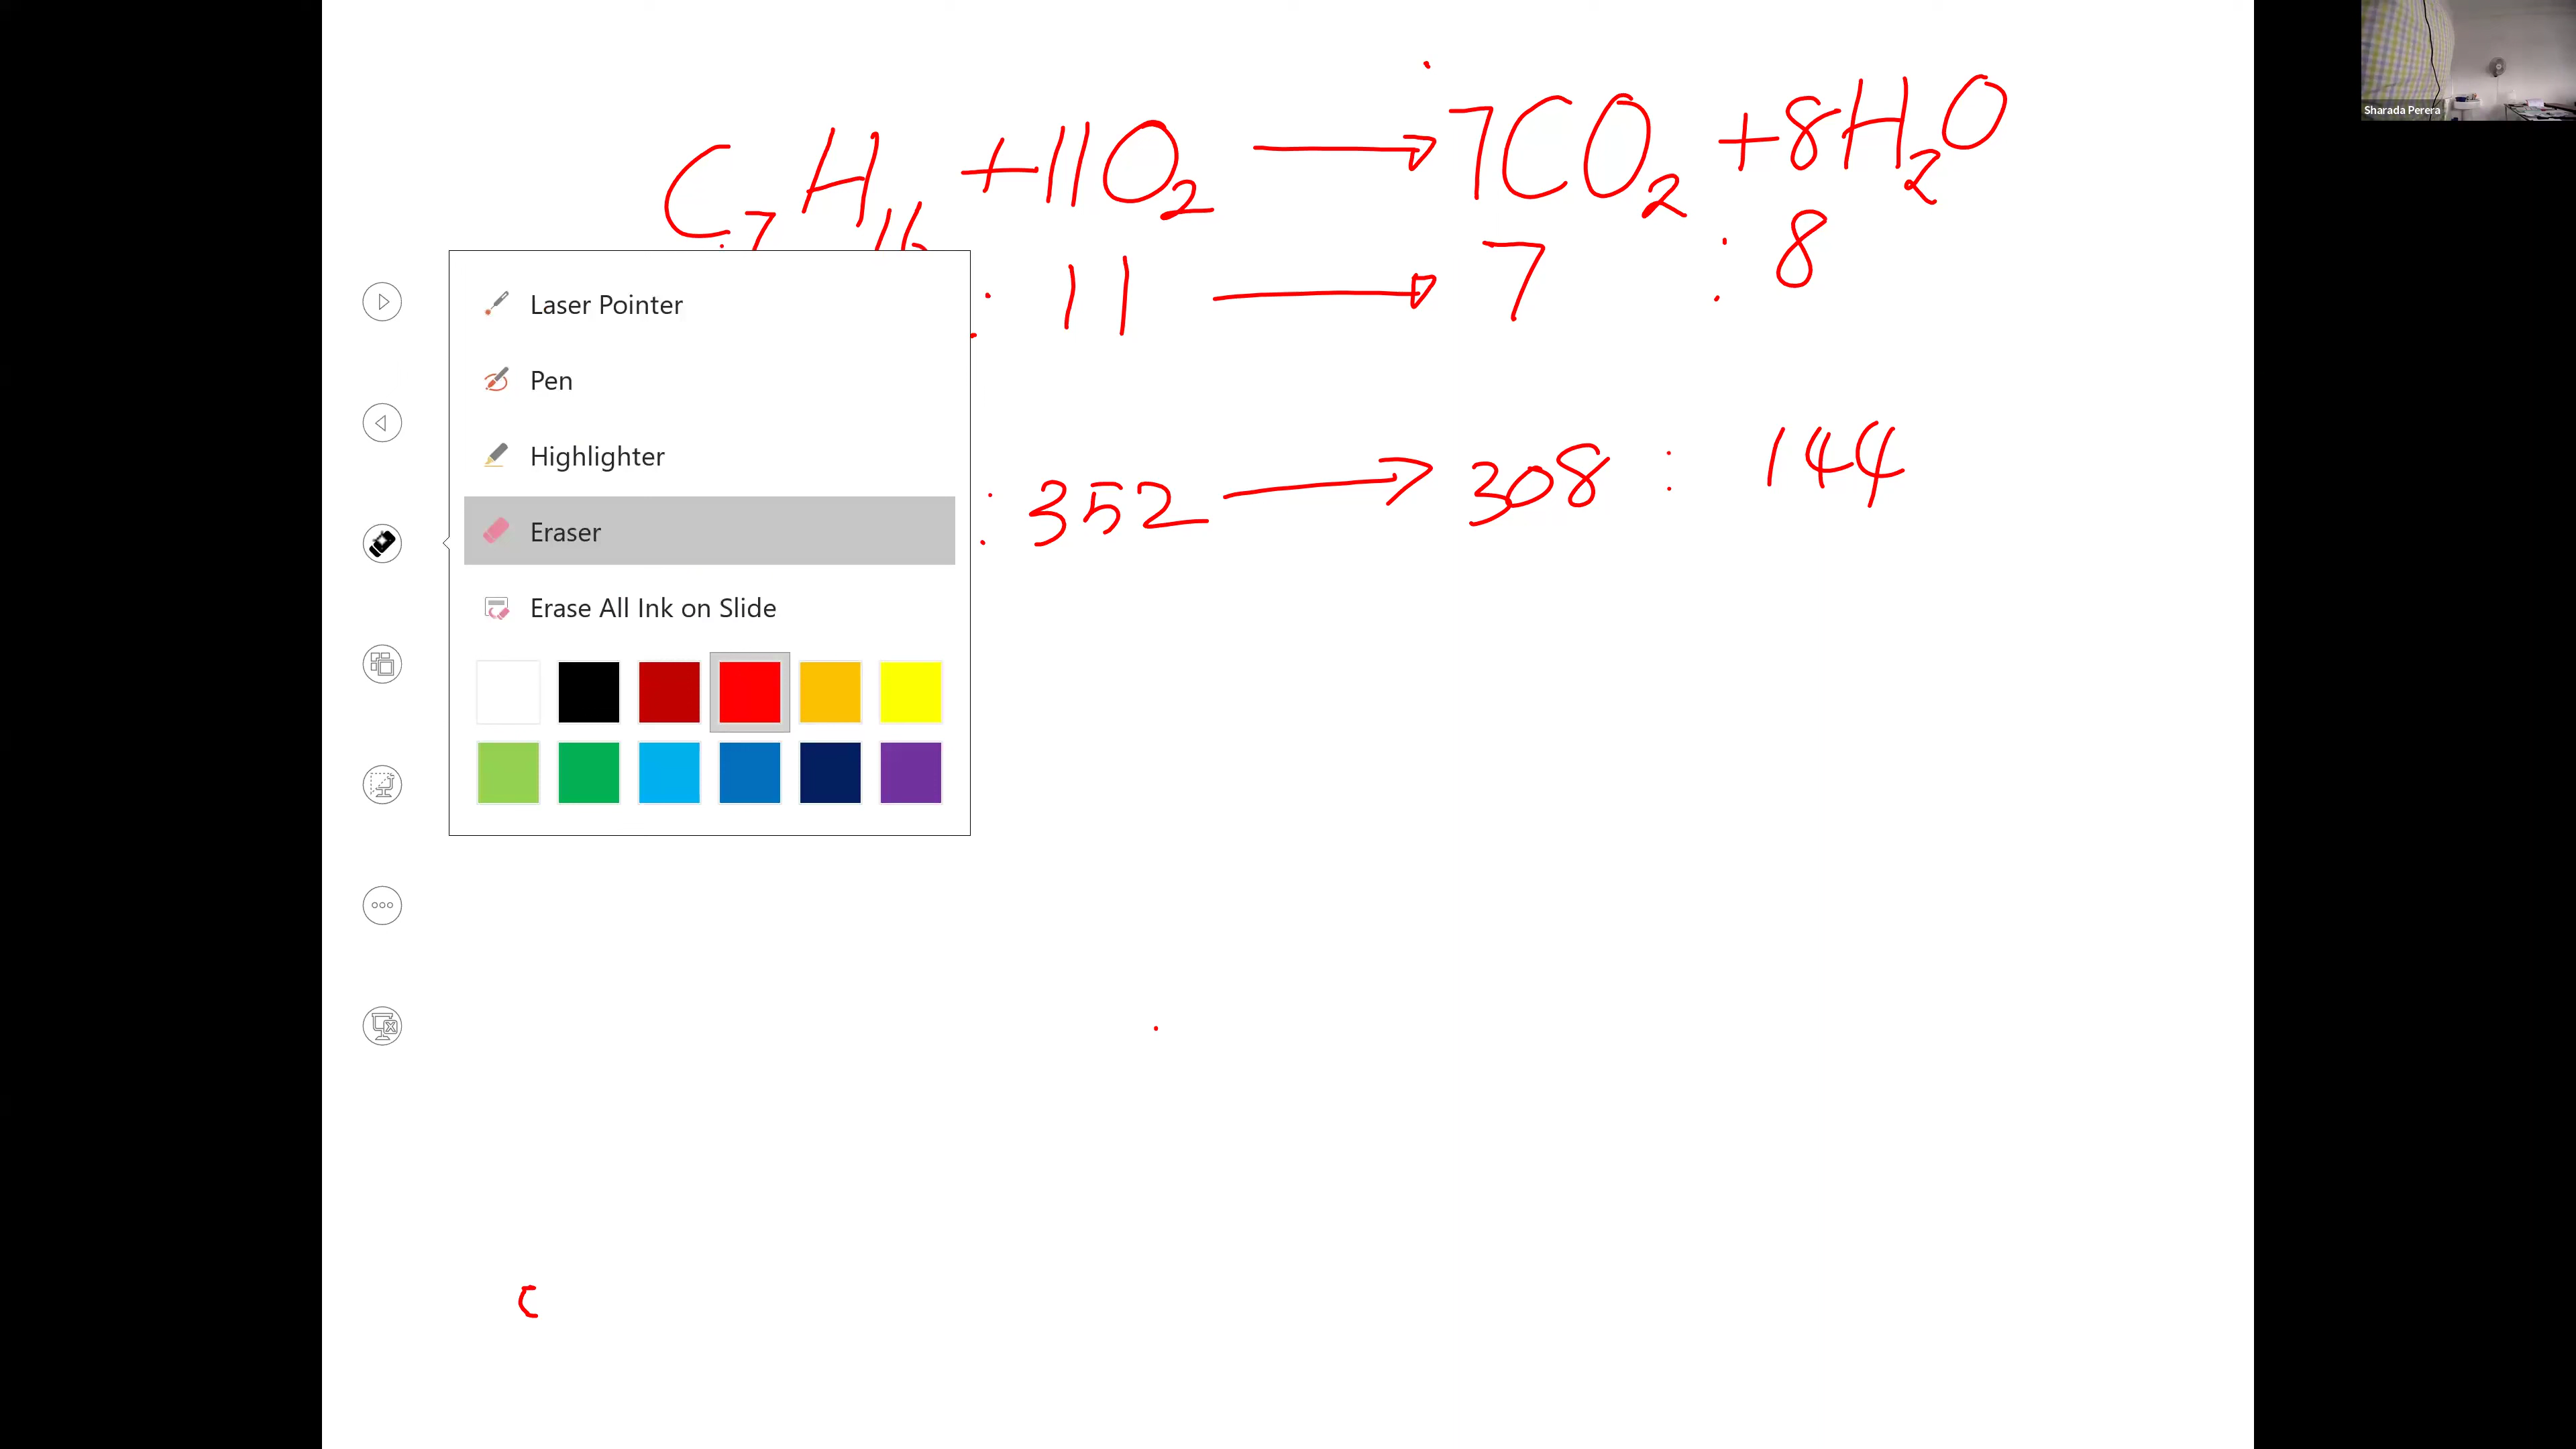 Sharada Perera
C7H16 + 11O2 → 7CO2 + 8H2O
: 11 → 7 : 8
: 352 → 308 : 144
Laser Pointer
Pen
Highlighter
Eraser
Erase All Ink on Slide
c